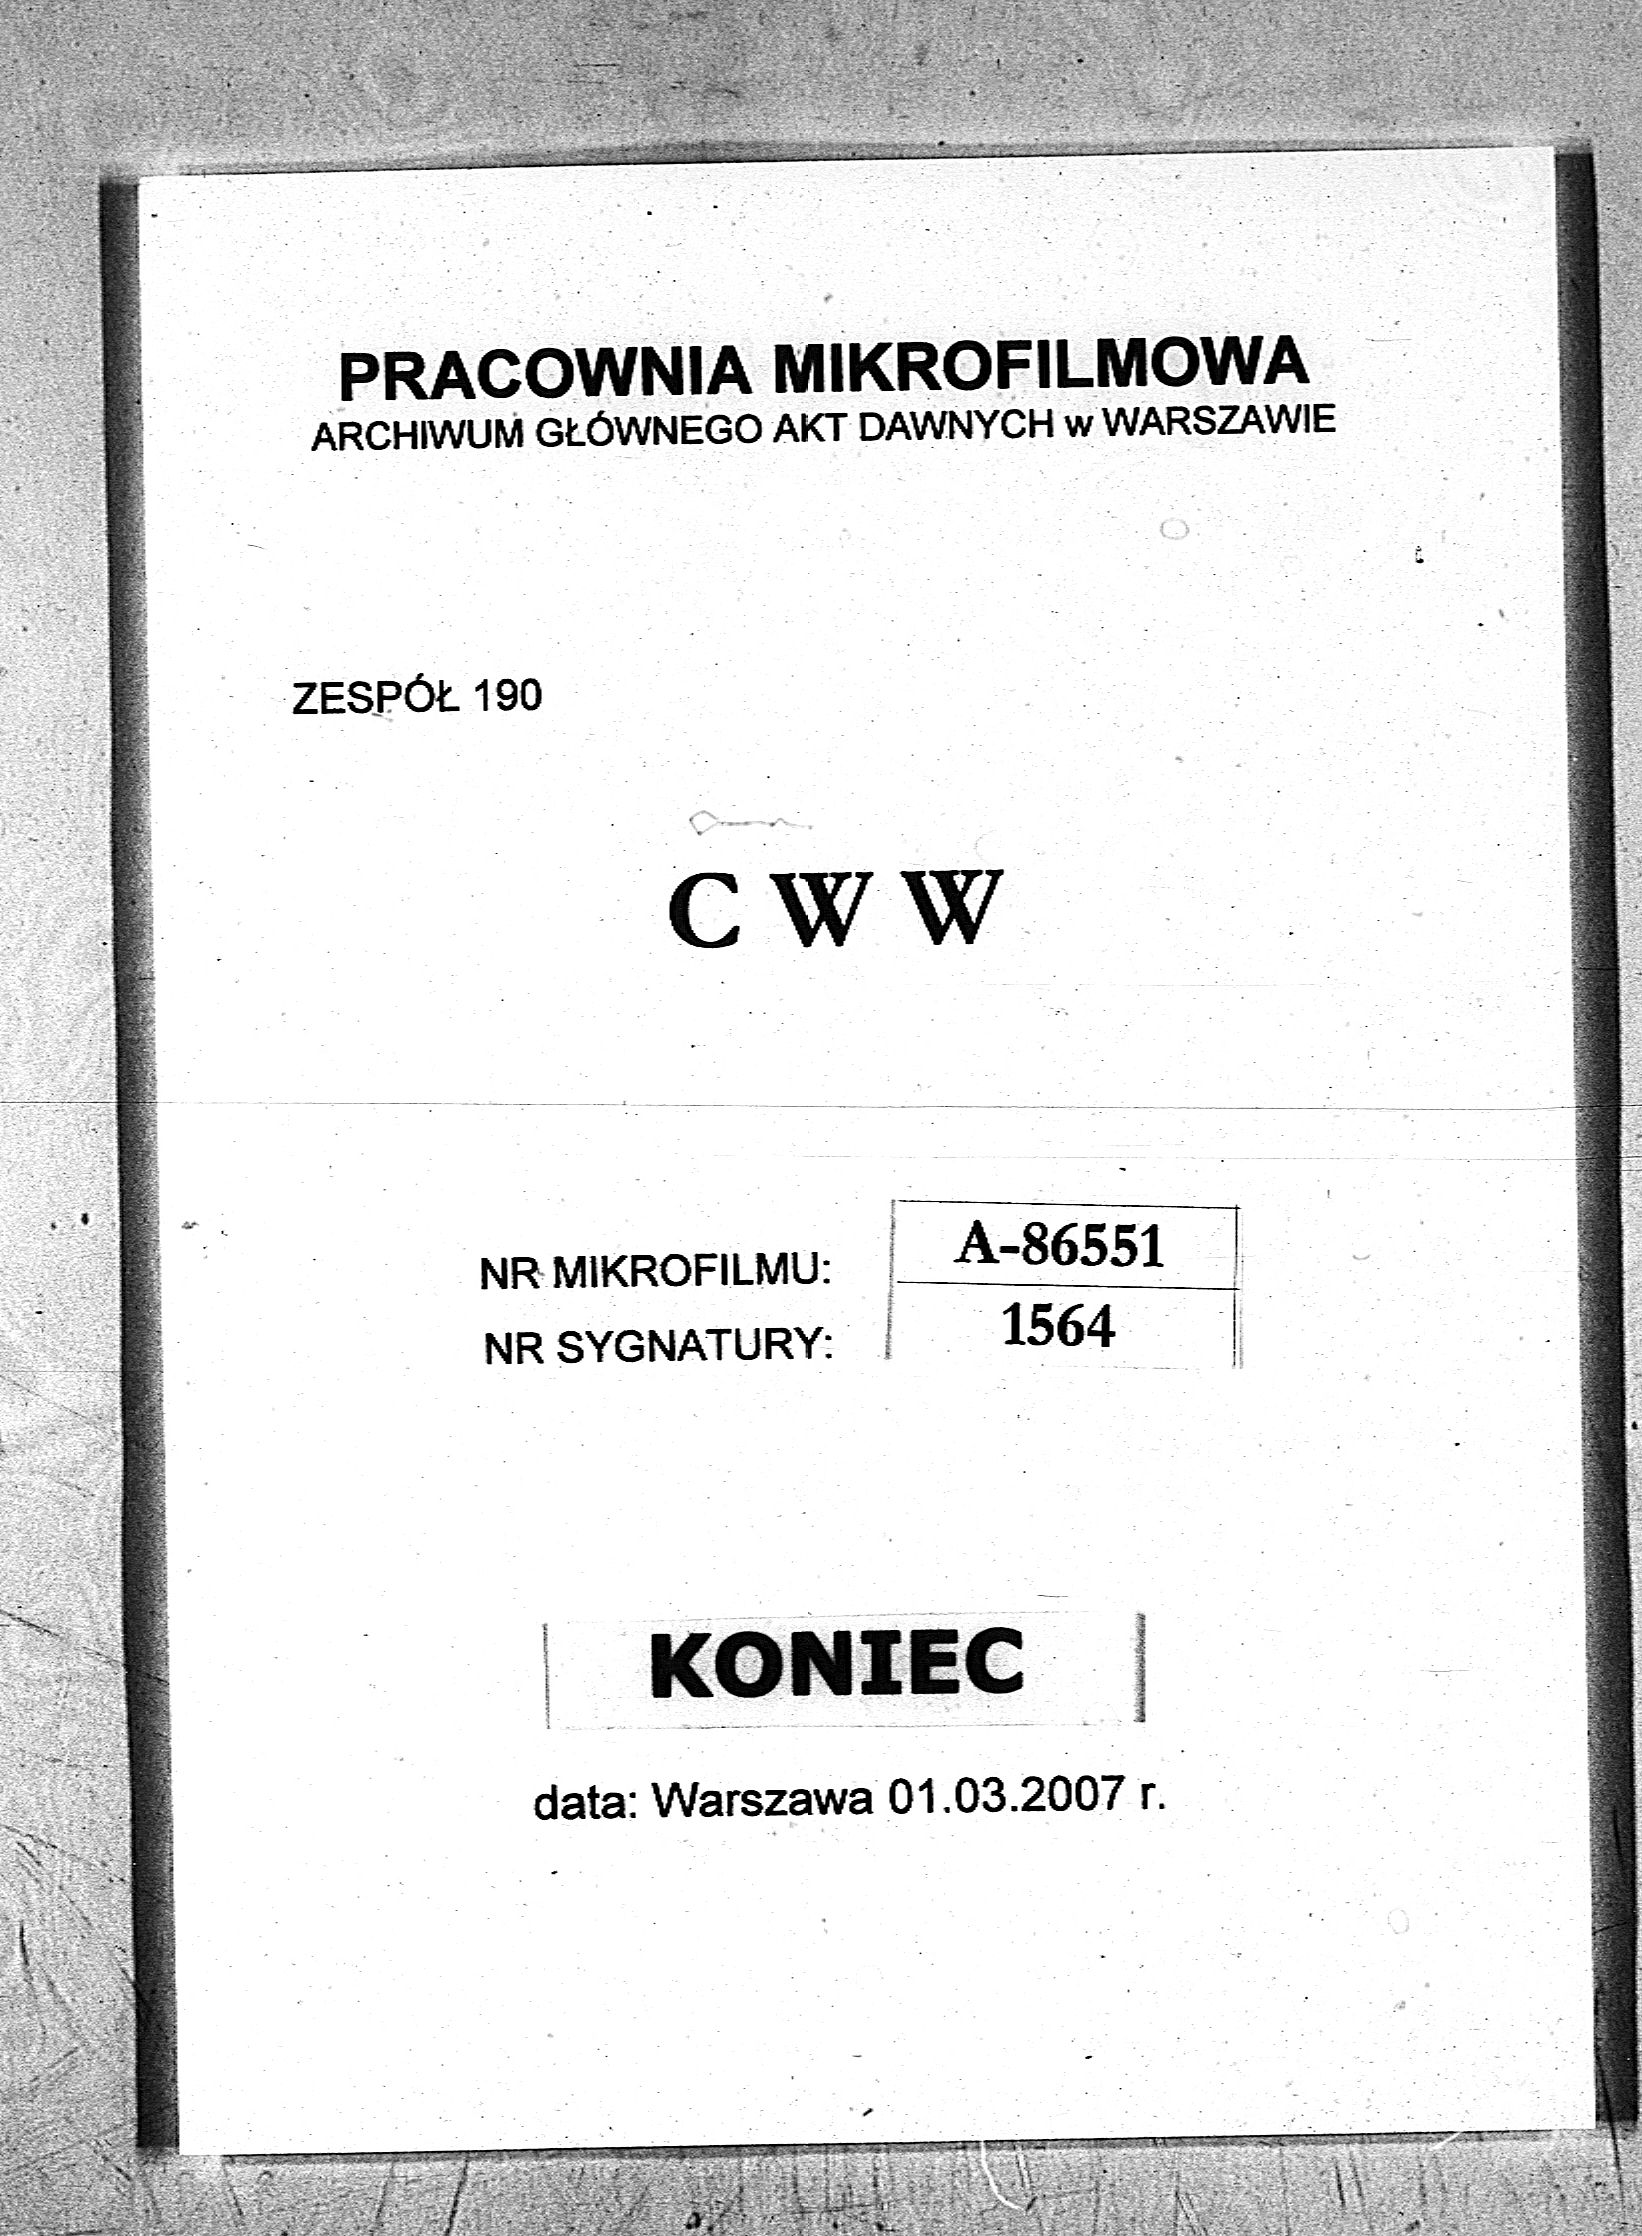 PRACOWNIA MIKROFILMOWA
ARCHIWUM GŁÓWNEGO AKT DAWNYCH w WARSZAWIE
ZESPÓŁ 190
C W W
NR MIKROFILMU: A-86551
NR SYGNATURY: 1564
KONIEC
data: Warszawa 01.03.2007 r.